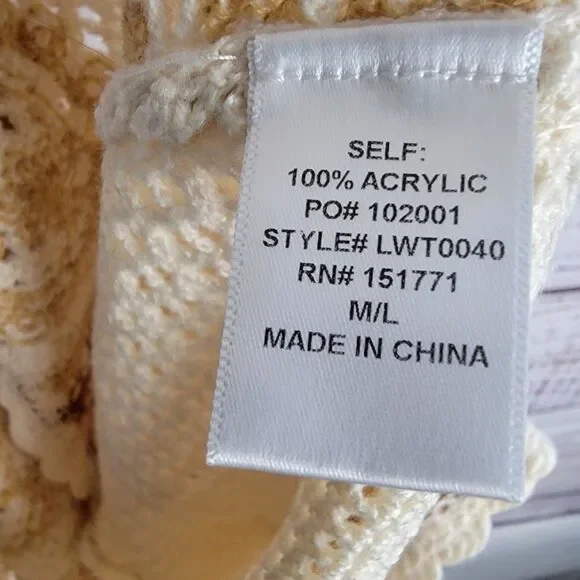 SELF:
100% ACRYLIC
PO# 102001
STYLE# LWT0040
RN# 151771
M/L
MADE IN CHINA